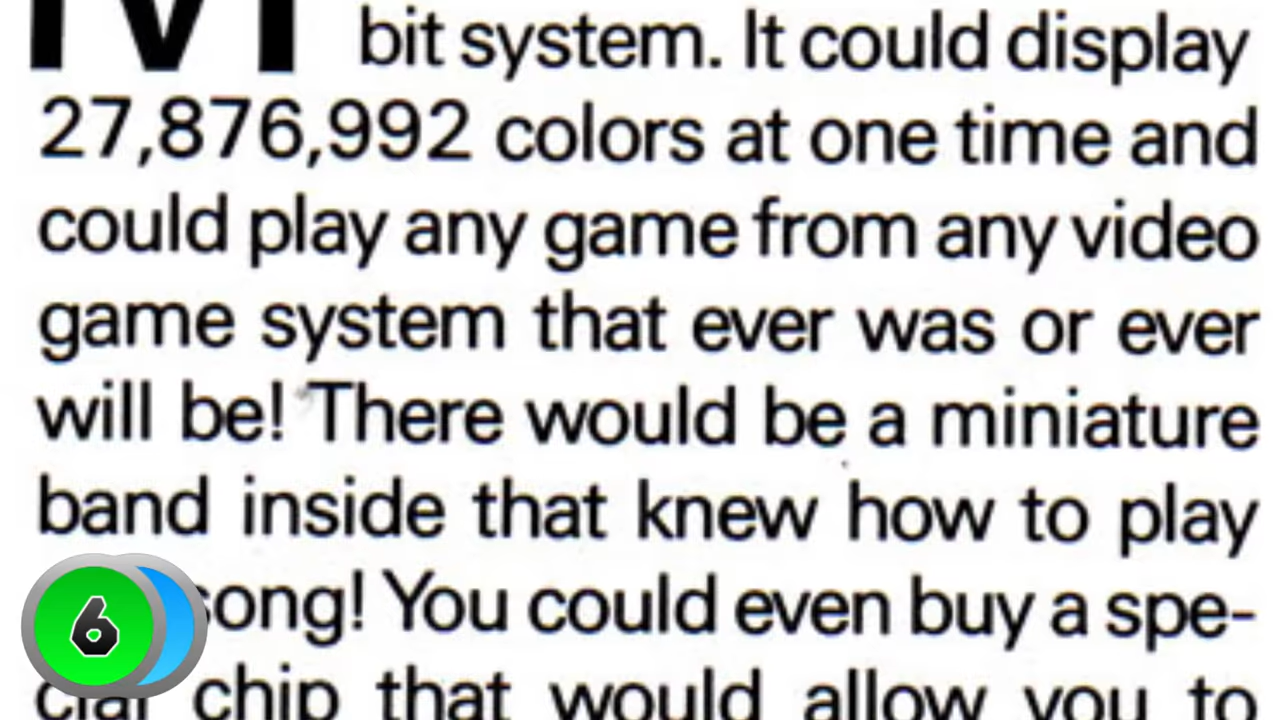 bit system. It could display
27,876,992 colors at one time and
could play any game from any video
game system that ever was or ever
will be! There would be a miniature
band inside that knew how to play
song! You could even buy a spe-
cial chip that would allow you to
6